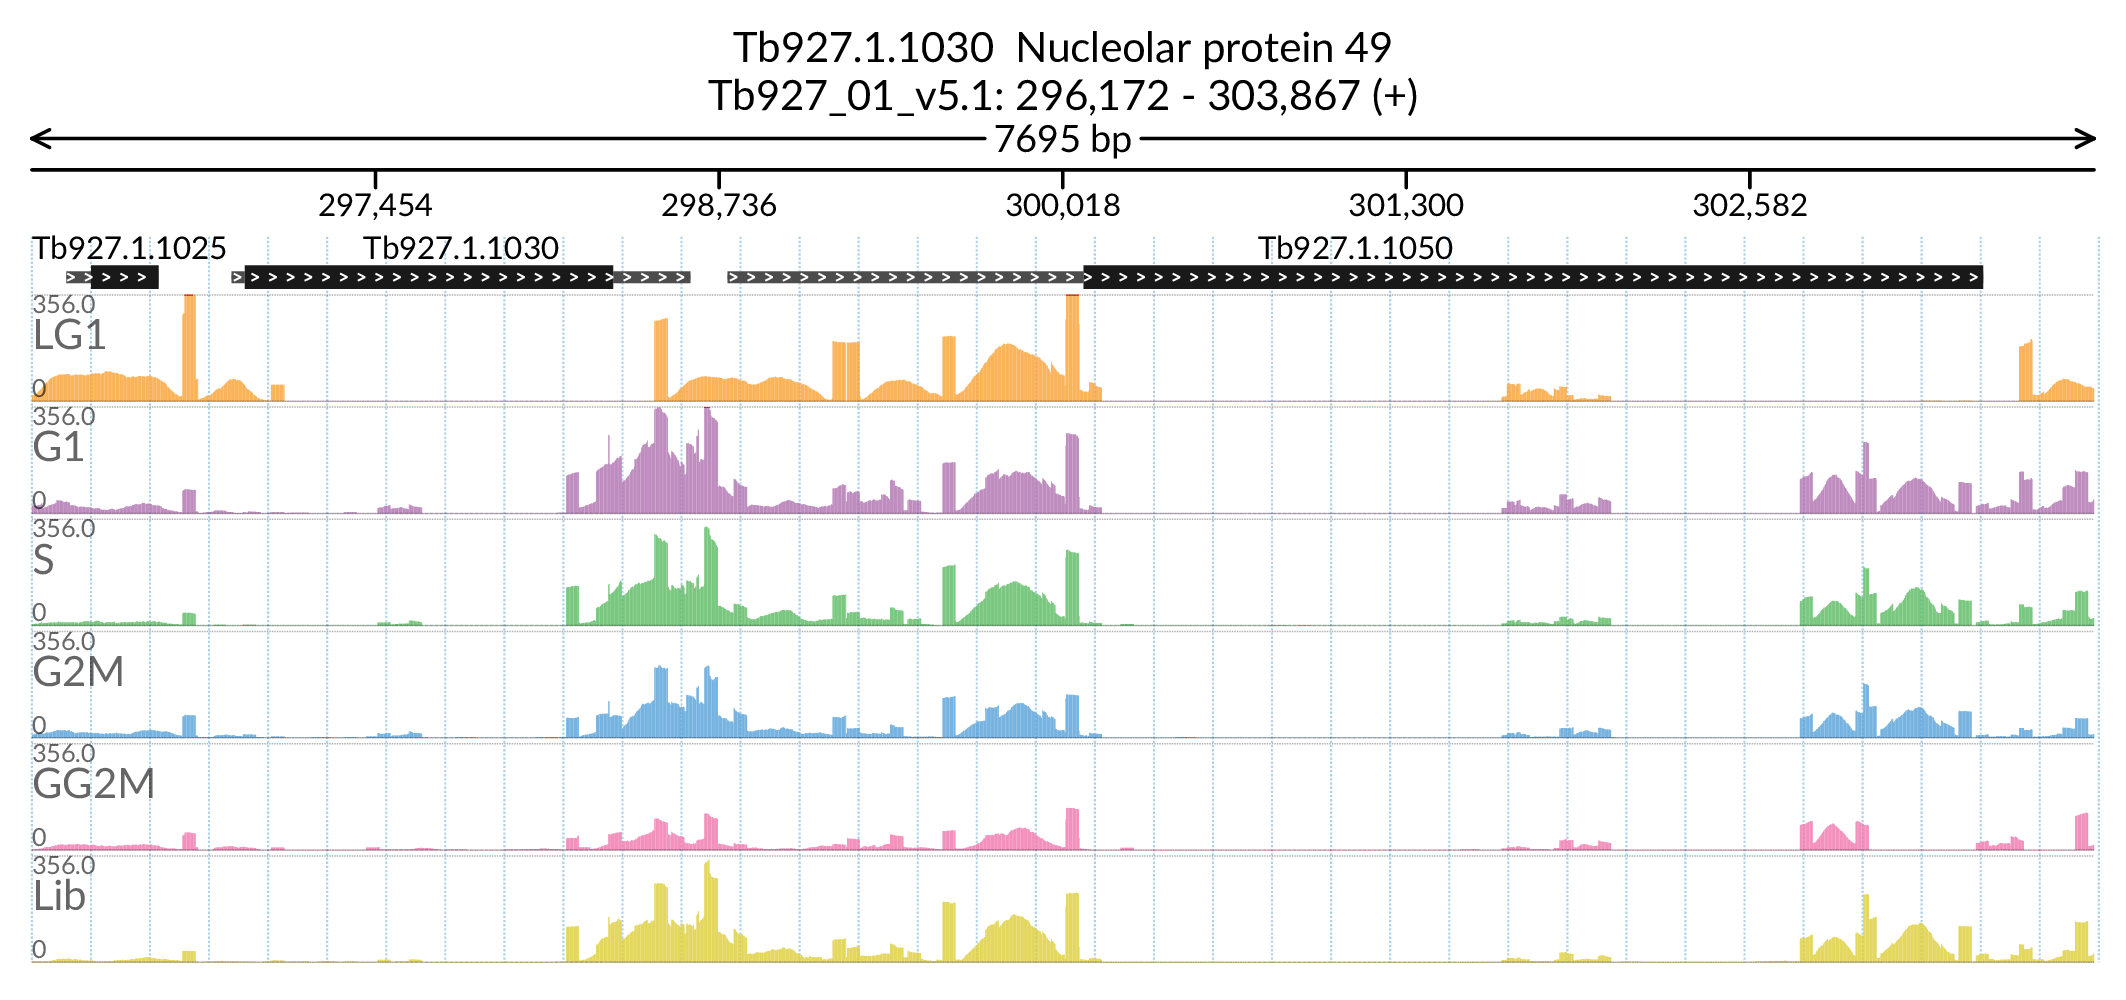 Tb927.1.1030  Nucleolar protein 49
Tb927_01_v5.1: 296,172 - 303,867 (+)
7695 bp
297,454 298,736 300,018 301,300 302,582
Tb927.1.1025 Tb927.1.1030 Tb927.1.1050
356.0
LG1
0
356.0
G1
0
356.0
S
0
356.0
G2M
0
356.0
GG2M
0
356.0
Lib
0